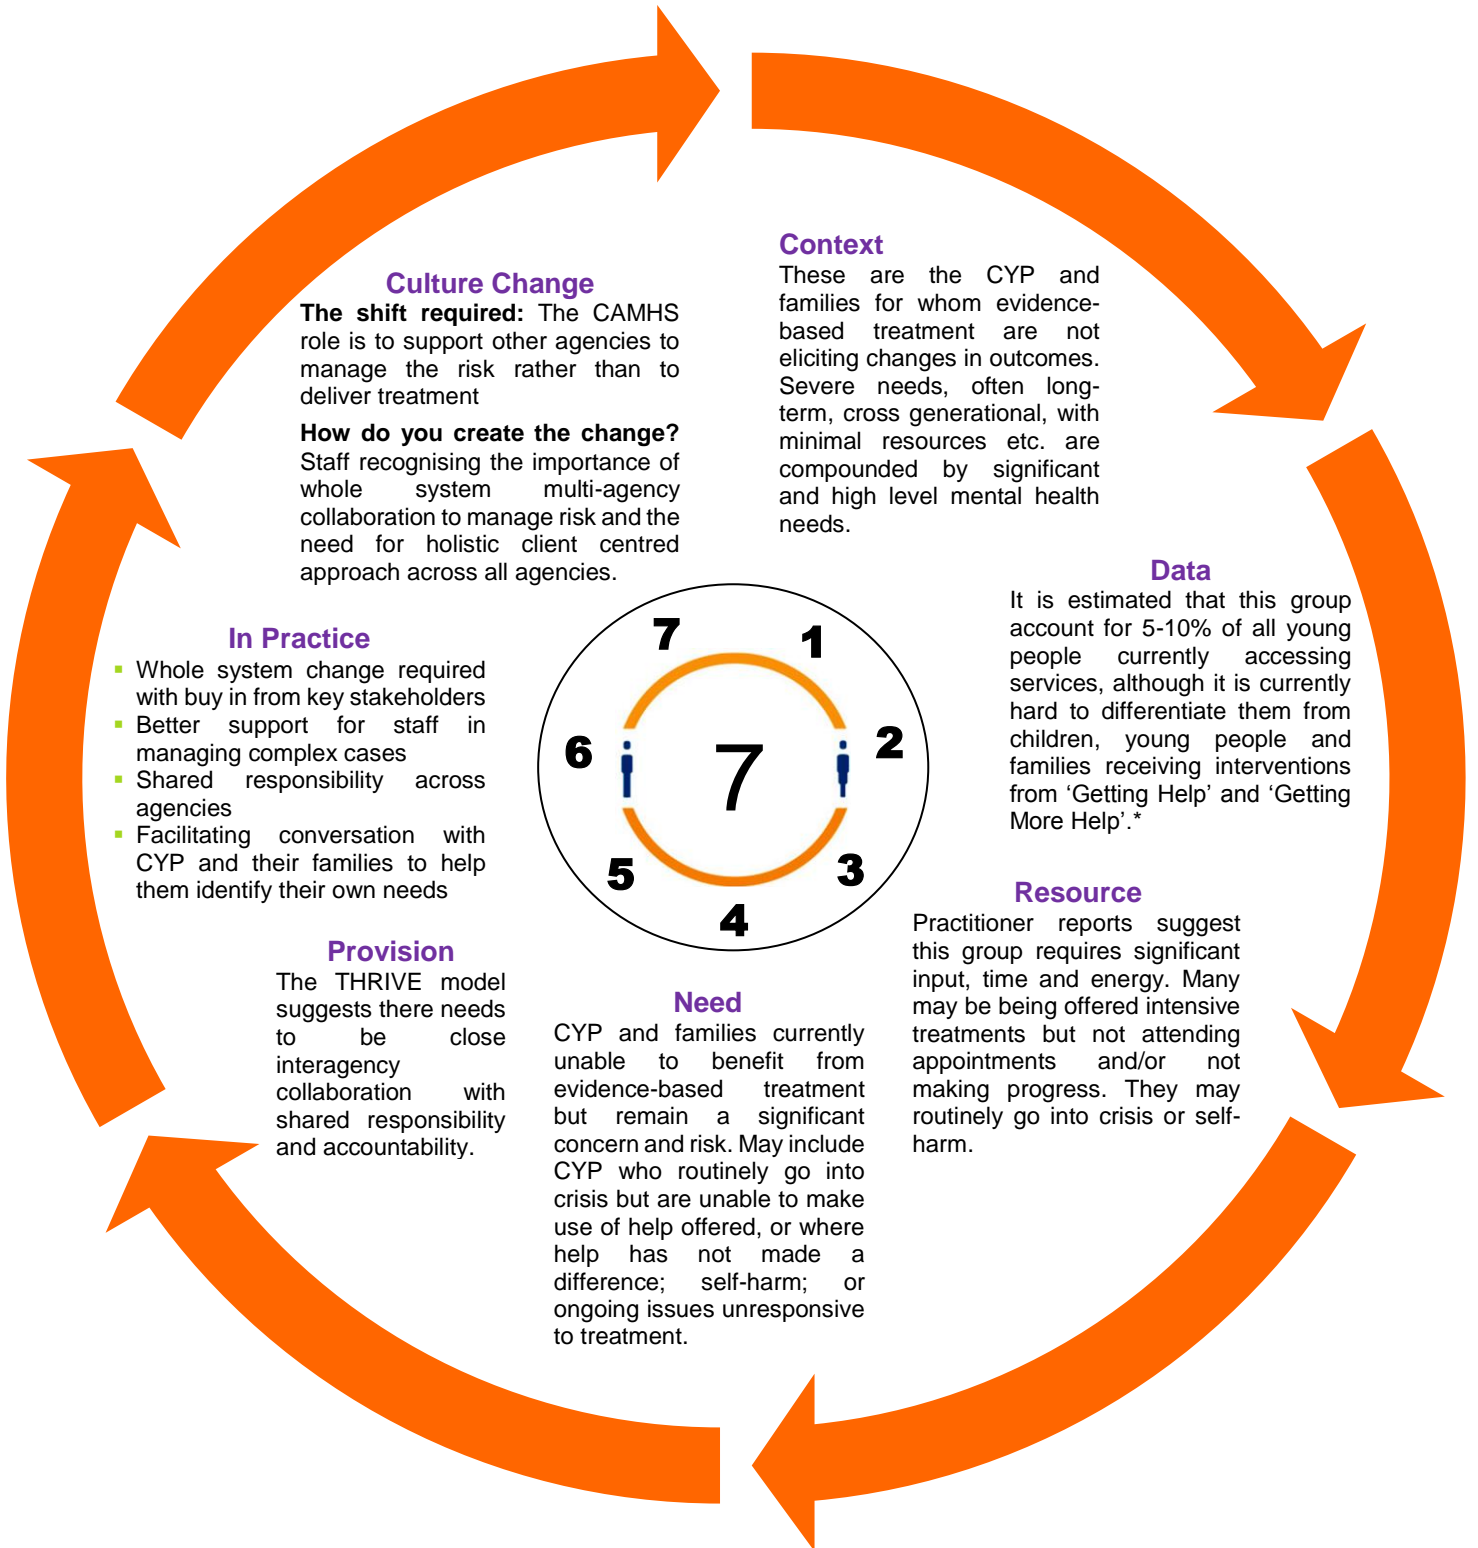 Context
These are the CYP and
families for whom evidence-
based treatment are not
eliciting changes in outcomes.
Severe needs, often long-
term, cross generational, with
minimal resources etc. are
compounded by significant
and high level mental health
needs.
Data
It is estimated that this group
account for 5-10% of all young
people currently accessing
services, although it is currently
hard to differentiate them from
children, young people and
families receiving interventions
from ‘Getting Help’ and ‘Getting
More Help’.*
Resource
Practitioner reports suggest
this group requires significant
input, time and energy. Many
may be being offered intensive
treatments but not attending
appointments and/or not
making progress. They may
routinely go into crisis or self-
harm.
Need
CYP and families currently
unable to benefit from
evidence-based treatment
but remain a significant
concern and risk. May include
CYP who routinely go into
crisis but are unable to make
use of help offered, or where
help has not made a
difference; self-harm; or
ongoing issues unresponsive
to treatment.
Provision
The THRIVE model
suggests there needs
to be close
interagency
collaboration with
shared responsibility
and accountability.
In Practice
▪ Whole system change required
with buy in from key stakeholders
▪ Better support for staff in
managing complex cases
▪ Shared responsibility across
agencies
▪ Facilitating conversation with
CYP and their families to help
them identify their own needs
Culture Change
The shift required: The CAMHS
role is to support other agencies to
manage the risk rather than to
deliver treatment
How do you create the change?
Staff recognising the importance of
whole system multi-agency
collaboration to manage risk and the
need for holistic client centred
approach across all agencies.
1
2
3
4
5
6
7
7